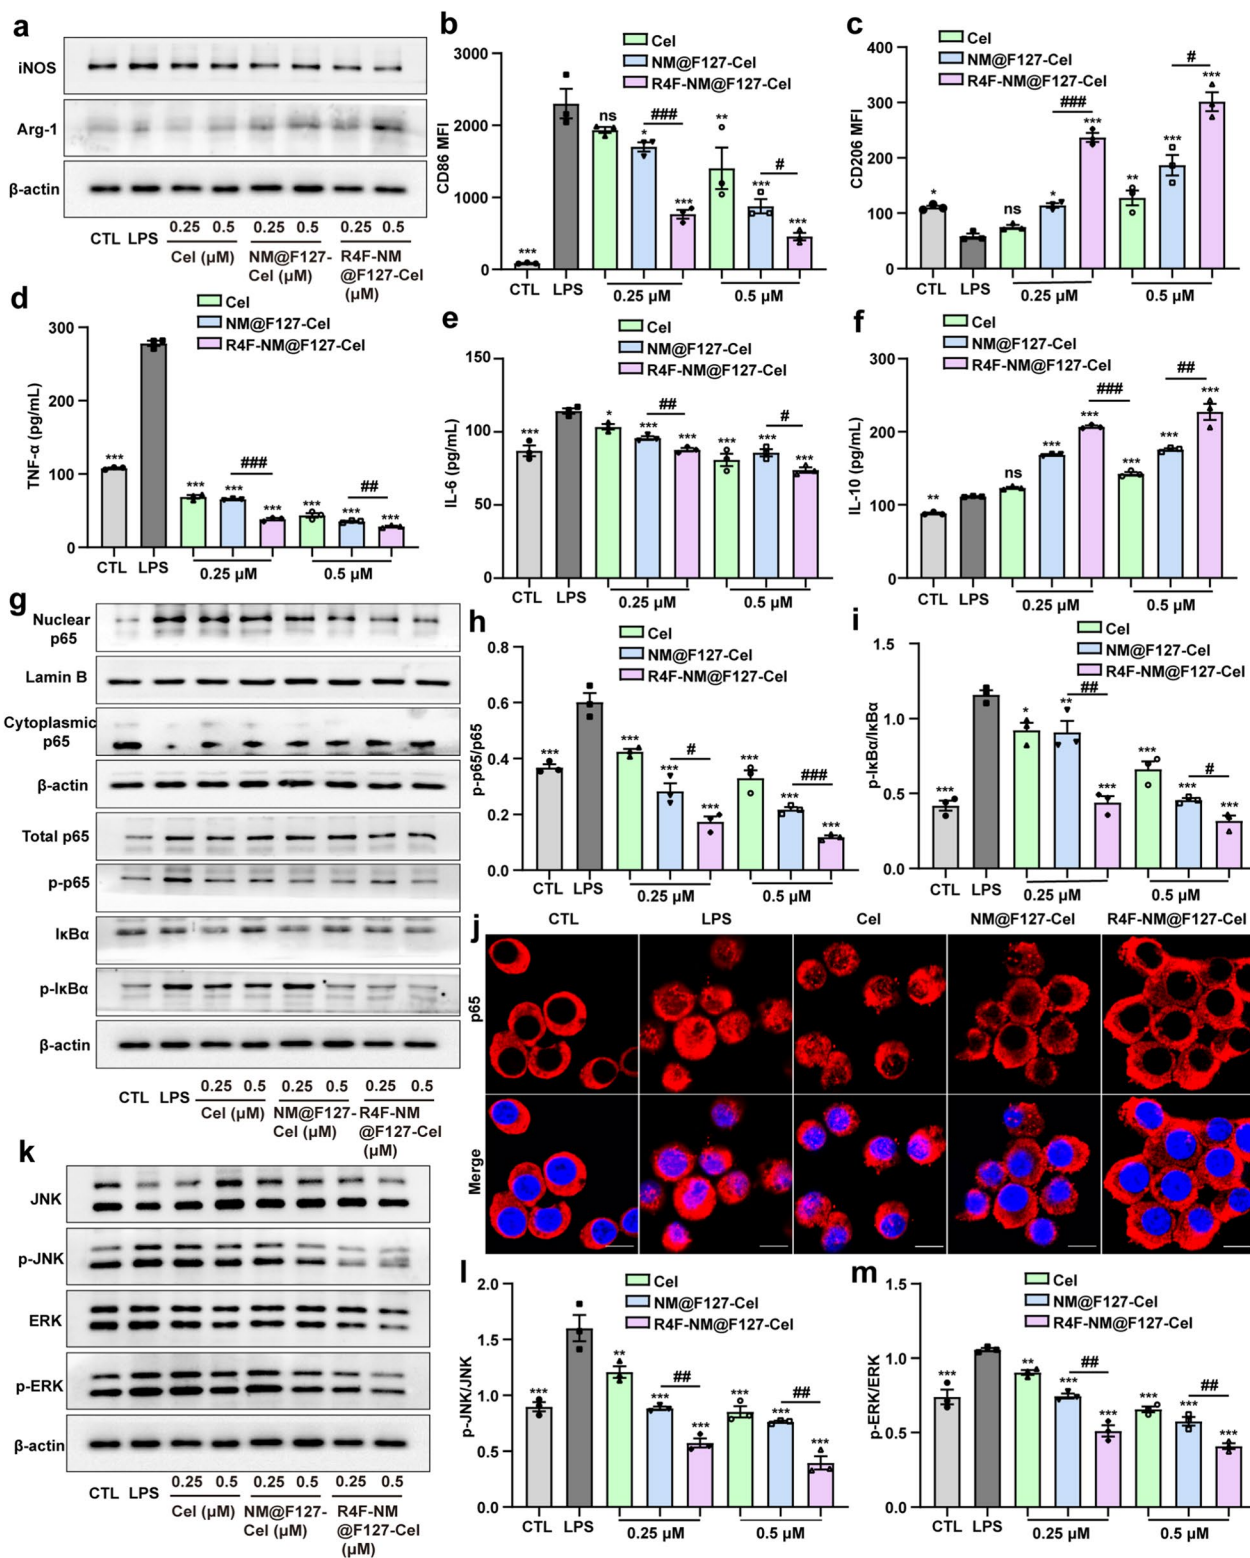 a
iNOS
Arg-1
β-actin
CTL LPS 0.25 0.5 0.25 0.5 0.25 0.5
Cel (μM) NM@F127-Cel (μM) R4F-NM@F127-Cel (μM)
b
Cel
NM@F127-Cel
R4F-NM@F127-Cel
CD86 MFI
3000
2000
1000
0
*** ns * *** ** *** ***
### #
CTL LPS 0.25 μM 0.5 μM
c
Cel
NM@F127-Cel
R4F-NM@F127-Cel
CD206 MFI
400
300
200
100
0
* ns * *** ** *** ***
### #
CTL LPS 0.25 μM 0.5 μM
d
Cel
NM@F127-Cel
R4F-NM@F127-Cel
TNF-α (pg/mL)
300
200
100
0
*** *** *** *** *** *** ***
### ##
CTL LPS 0.25 μM 0.5 μM
e
Cel
NM@F127-Cel
R4F-NM@F127-Cel
IL-6 (pg/mL)
150
100
50
0
*** * *** *** *** *** ***
## #
CTL LPS 0.25 μM 0.5 μM
f
Cel
NM@F127-Cel
R4F-NM@F127-Cel
IL-10 (pg/mL)
300
200
100
0
** ns *** *** *** *** ***
### ##
CTL LPS 0.25 μM 0.5 μM
g
Nuclear
p65
Lamin B
Cytoplasmic
p65
β-actin
Total p65
p-p65
IκBα
p-IκBα
β-actin
CTL LPS 0.25 0.5 0.25 0.5 0.25 0.5
Cel (μM) NM@F127-Cel (μM) R4F-NM@F127-Cel (μM)
h
Cel
NM@F127-Cel
R4F-NM@F127-Cel
p-p65/p65
0.8
0.6
0.4
0.2
0.0
*** *** *** *** *** *** ***
# ###
CTL LPS 0.25 μM 0.5 μM
i
Cel
NM@F127-Cel
R4F-NM@F127-Cel
p-IκBα/IκBα
1.5
1.0
0.5
0.0
*** * ** *** *** *** ***
## #
CTL LPS 0.25 μM 0.5 μM
j
CTL LPS Cel NM@F127-Cel R4F-NM@F127-Cel
p65
Merge
k
JNK
p-JNK
ERK
p-ERK
β-actin
CTL LPS 0.25 0.5 0.25 0.5 0.25 0.5
Cel (μM) NM@F127-Cel (μM) R4F-NM@F127-Cel (μM)
l
Cel
NM@F127-Cel
R4F-NM@F127-Cel
p-JNK/JNK
2.0
1.5
1.0
0.5
0.0
*** ** *** *** *** *** ***
## ##
CTL LPS 0.25 μM 0.5 μM
m
Cel
NM@F127-Cel
R4F-NM@F127-Cel
p-ERK/ERK
1.5
1.0
0.5
0.0
*** ** *** *** *** *** ***
## ##
CTL LPS 0.25 μM 0.5 μM